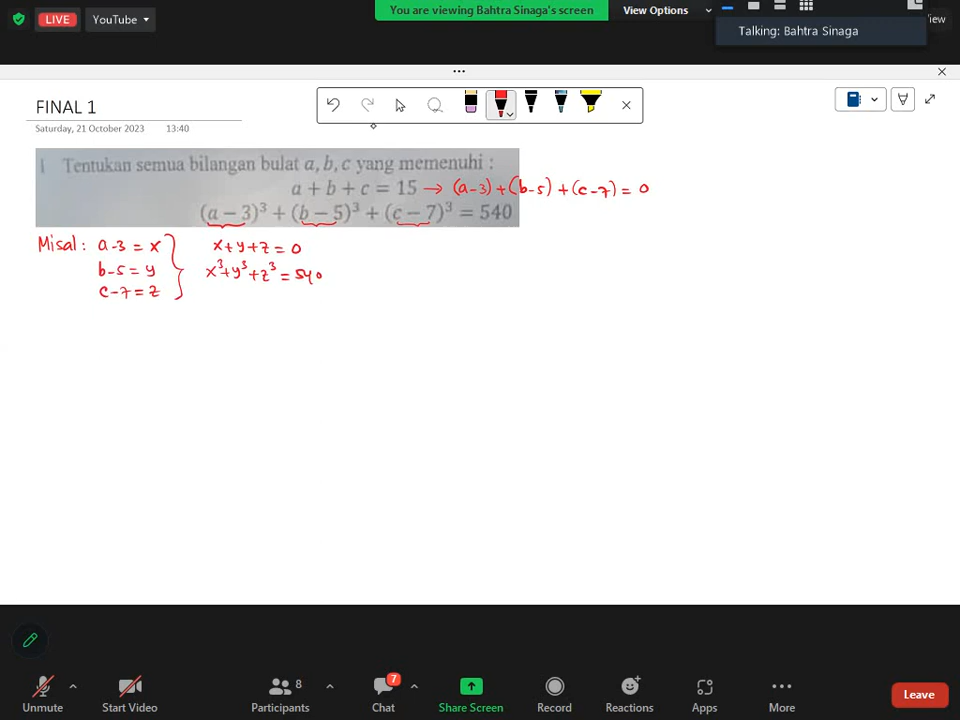 LIVE
YouTube
You are viewing Bahtra Sinaga's screen
View Options
Talking: Bahtra Sinaga
iew
FINAL 1
Saturday, 21 October 2023 13:40
Tentukan semua bilangan bulat a, b, c yang memenuhi :
a + b + c = 15 → (a-3) + (b-5) + (c-7) = 0
(a − 3)³ + (b − 5)³ + (c − 7)³ = 540
Misal : a-3 = x } x+y+z = 0
b-5 = y x³+y³+z³ = 540
c-7 = z
Unmute
Start Video
8
Participants
7
Chat
Share Screen
Record
Reactions
Apps
More
Leave